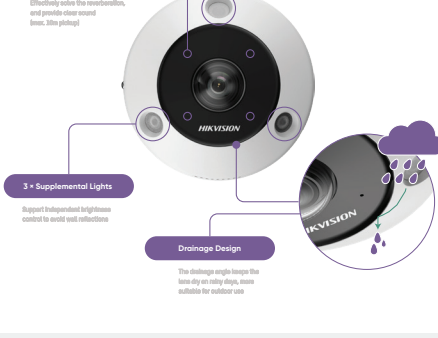 Effectively solve the reverberation,
and provide clear sound
(max. 10m pickup)
HIKVISION
3 × Supplemental Lights
Support independent brightness
control to avoid wall reflections
IKVISION
Drainage Design
The drainage angle keeps the
lens dry on rainy days, more
suitable for outdoor use